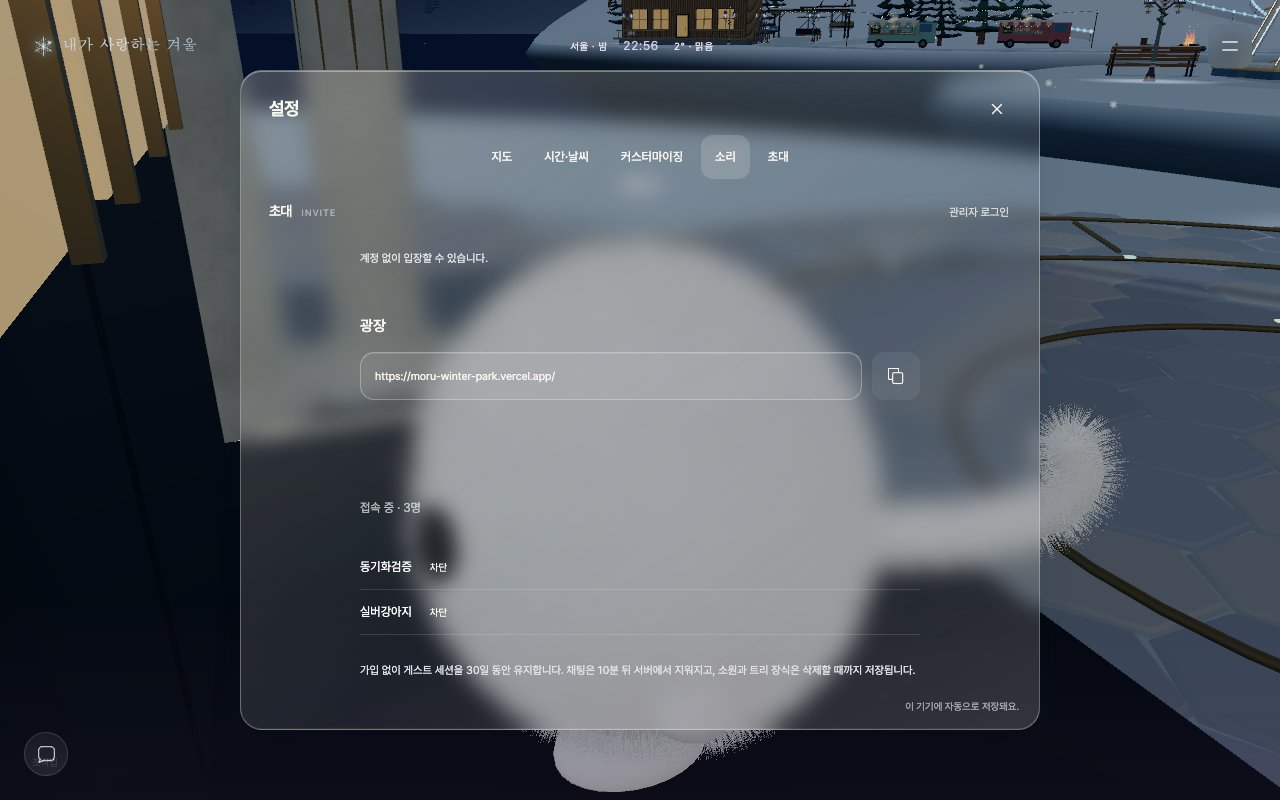 내가 사랑하는 겨울
서울 · 밤 22:56 2° · 맑음
설정
지도 시간·날씨 커스터마이징 소리 초대
초대 INVITE 관리자 로그인
계정 없이 입장할 수 있습니다.
광장
https://moru-winter-park.vercel.app/
접속 중 · 3명
동기화검증 차단
실버강아지 차단
가입 없이 게스트 세션을 30일 동안 유지합니다. 채팅은 10분 뒤 서버에서 지워지고, 소원과 트리 장식은 삭제할 때까지 저장됩니다.
이 기기에 자동으로 저장돼요.